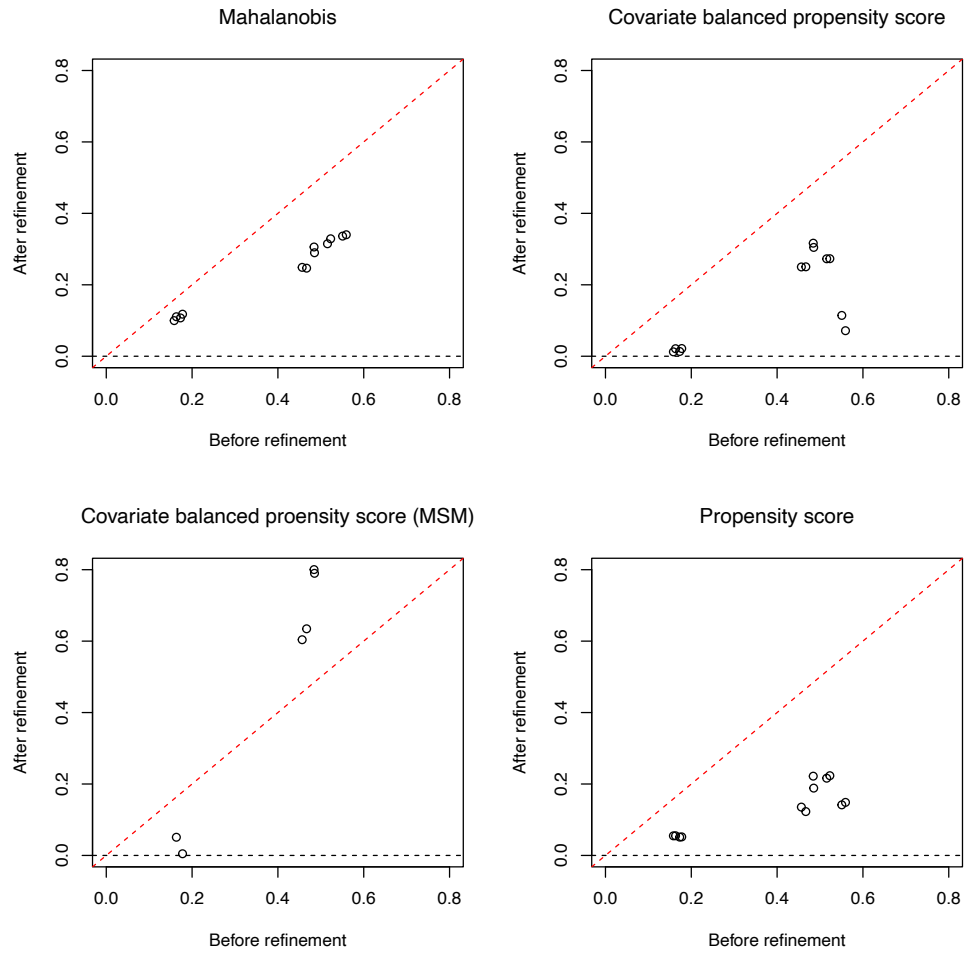 Mahalanobis
After refinement
0.8
0.6
0.4
0.2
0.0
0.0 0.2 0.4 0.6 0.8
Before refinement
Covariate balanced propensity score
After refinement
0.8
0.6
0.4
0.2
0.0
0.0 0.2 0.4 0.6 0.8
Before refinement
Covariate balanced proensity score (MSM)
After refinement
0.8
0.6
0.4
0.2
0.0
0.0 0.2 0.4 0.6 0.8
Before refinement
Propensity score
After refinement
0.8
0.6
0.4
0.2
0.0
0.0 0.2 0.4 0.6 0.8
Before refinement